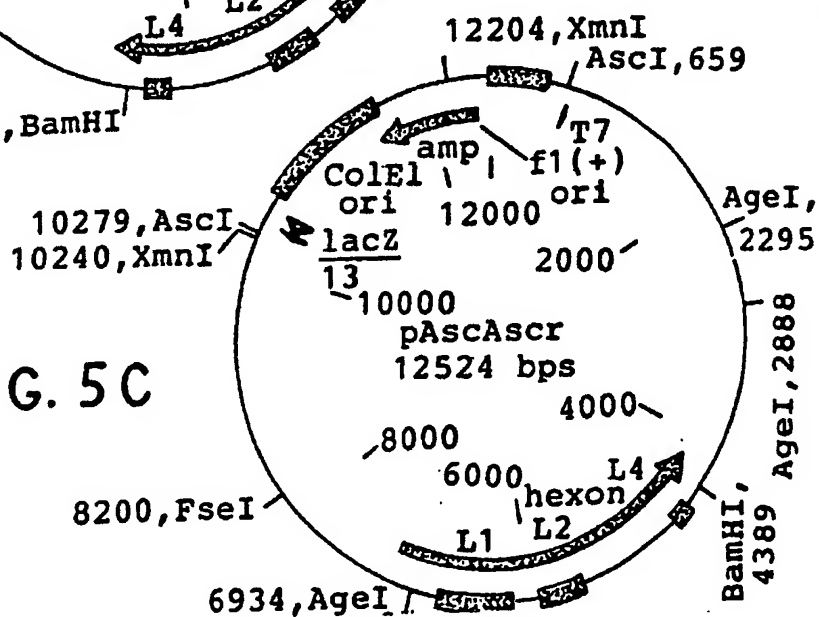 L4
L2
,BamHI
12204,XmnI
AscI,659
T7
f1(+)
ori
amp
ColEl
ori
12000
AgeI,
2295
10279,AscI
10240,XmnI
lacZ
13
2000
10000
pAscAscr
12524 bps
AgeI,2888
G. 5C
4000
8000
6000
hexon
L4
L2
L1
8200,FseI
BamHI,
4389
6934,AgeI